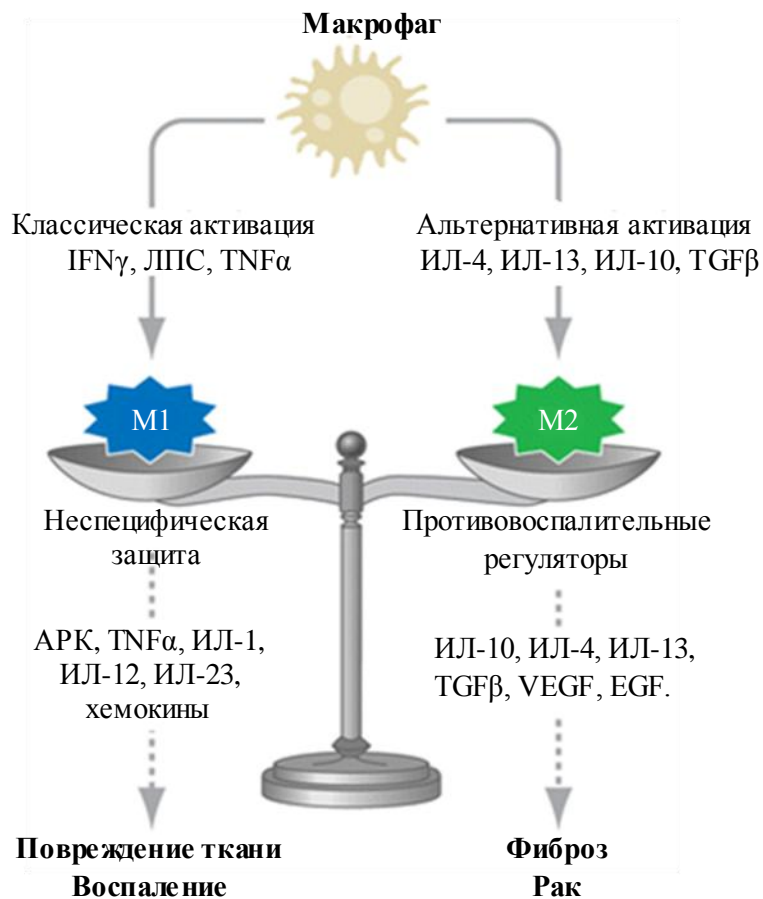 Макрофаг
Классическая активация
IFNγ, ЛПС, TNFα
Альтернативная активация
ИЛ-4, ИЛ-13, ИЛ-10, TGFβ
М1
М2
Неспецифическая
защита
Противовоспалительные
регуляторы
АРК, TNFα, ИЛ-1,
ИЛ-12, ИЛ-23,
хемокины
ИЛ-10, ИЛ-4, ИЛ-13,
TGFβ, VEGF, EGF.
Повреждение ткани
Воспаление
Фиброз
Рак